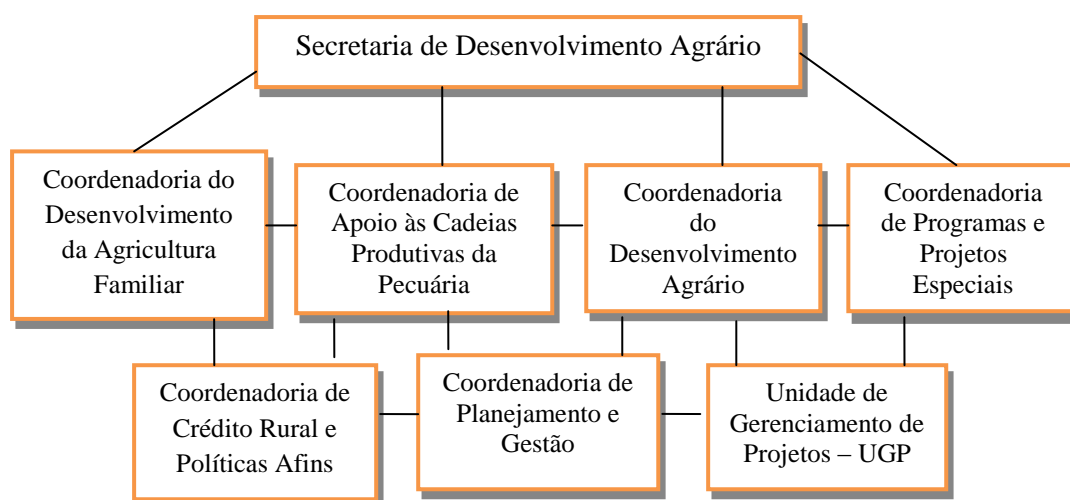 Secretaria de Desenvolvimento Agrário
Coordenadoria do
Desenvolvimento
da Agricultura
Familiar
Coordenadoria de
Apoio às Cadeias
Produtivas da
Pecuária
Coordenadoria
do
Desenvolvimento
Agrário
Coordenadoria
de Programas e
Projetos
Especiais
Coordenadoria de
Crédito Rural e
Políticas Afins
Coordenadoria de
Planejamento e
Gestão
Unidade de
Gerenciamento de
Projetos – UGP